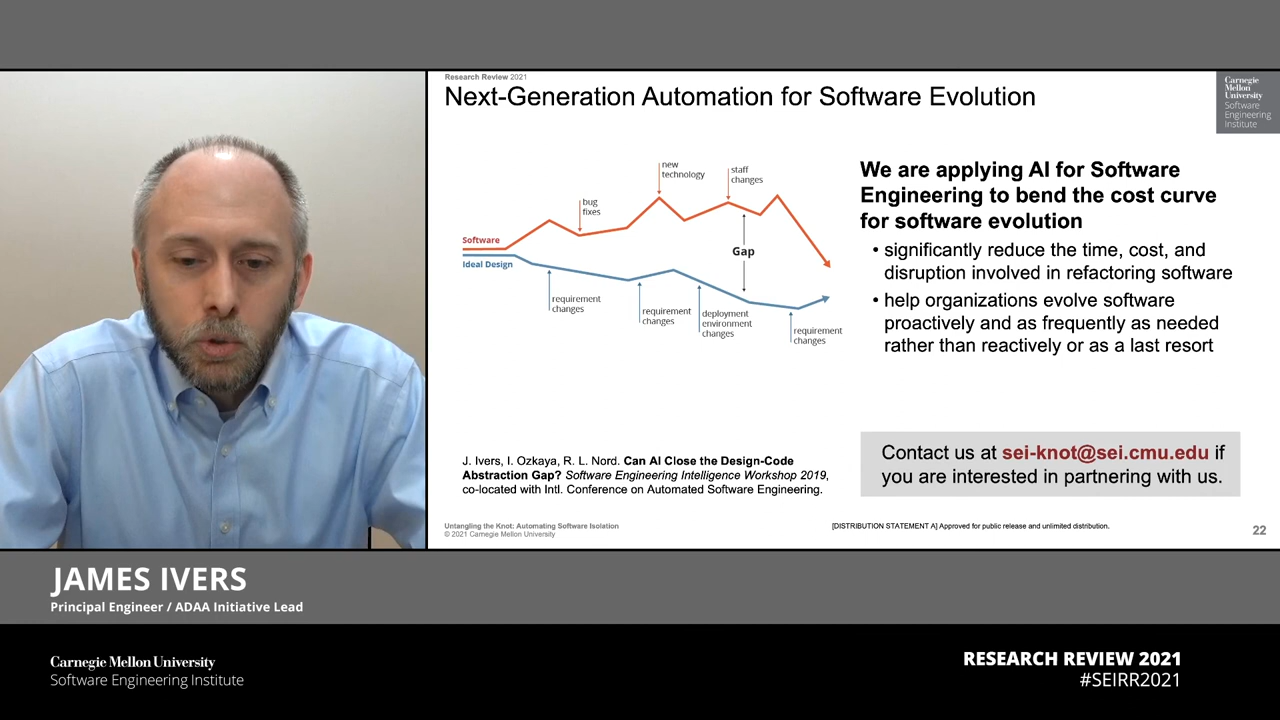 Research Review 2021
Next-Generation Automation for Software Evolution
Carnegie
Mellon
University
Software
Engineering
Institute
new
technology
staff
changes
bug
fixes
Software
Ideal Design
Gap
requirement
changes
requirement
changes
deployment
environment
changes
requirement
changes
We are applying AI for Software
Engineering to bend the cost curve
for software evolution
• significantly reduce the time, cost, and
disruption involved in refactoring software
• help organizations evolve software
proactively and as frequently as needed
rather than reactively or as a last resort
J. Ivers, I. Ozkaya, R. L. Nord. Can AI Close the Design-Code
Abstraction Gap? Software Engineering Intelligence Workshop 2019,
co-located with Intl. Conference on Automated Software Engineering.
Contact us at sei-knot@sei.cmu.edu if
you are interested in partnering with us.
Untangling the Knot: Automating Software Isolation
© 2021 Carnegie Mellon University
[DISTRIBUTION STATEMENT A] Approved for public release and unlimited distribution.
22
JAMES IVERS
Principal Engineer / ADAA Initiative Lead
Carnegie Mellon University
Software Engineering Institute
RESEARCH REVIEW 2021
#SEIRR2021